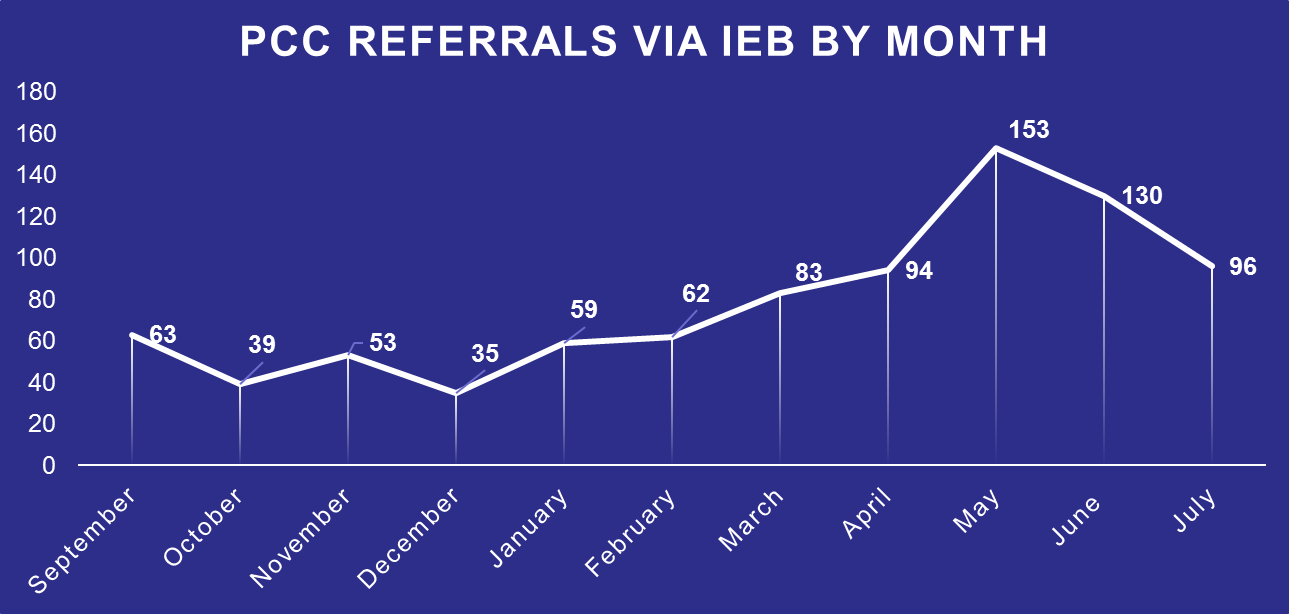 PCC REFERRALS VIA IEB BY MONTH
180
160
140
120
100
80
60
40
20
0
63
39
53
35
59
62
83
94
153
130
96
September
October
November
December
January
February
March
April
May
June
July